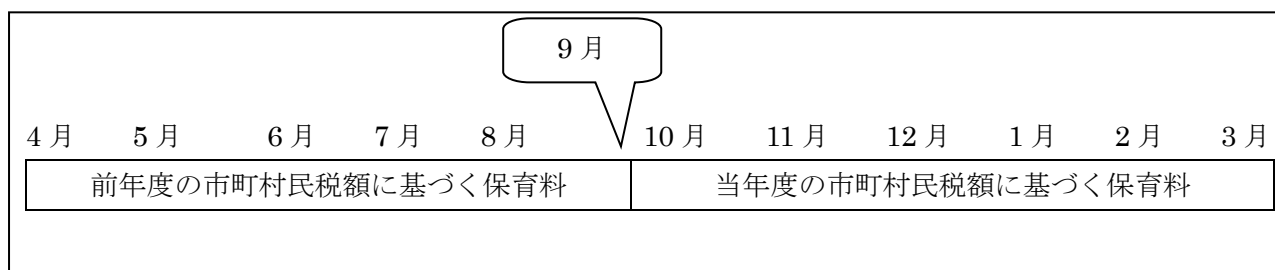 9月
4月 5月 6月 7月 8月 10月 11月 12月 1月 2月 3月
前年度の市町村民税額に基づく保育料 当年度の市町村民税額に基づく保育料